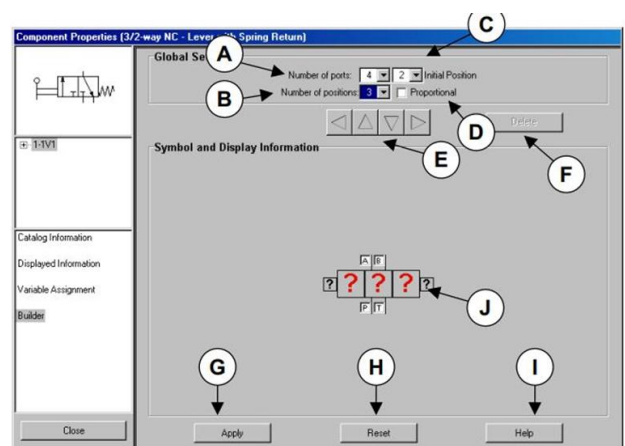 Component Properties (3/2-way NC - Lever with Spring Return)
C
Global Se
A
Number of ports: 4 2 Initial Position
B
Number of positions: 3 Proportional
D
Delete
E
F
1-1V1
Symbol and Display Information
Catalog Information
Displayed Information
Variable Assignment
Builder
A B
? ? ? ? ?
P T
J
G H I
Close Apply Reset Help